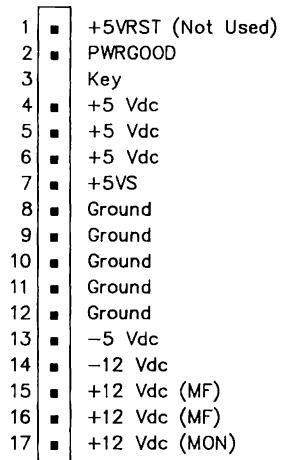 1 +5VRST (Not Used)
2 PWRGOOD
3 Key
4 +5 Vdc
5 +5 Vdc
6 +5 Vdc
7 +5VS
8 Ground
9 Ground
10 Ground
11 Ground
12 Ground
13 −5 Vdc
14 −12 Vdc
15 +12 Vdc (MF)
16 +12 Vdc (MF)
17 +12 Vdc (MON)